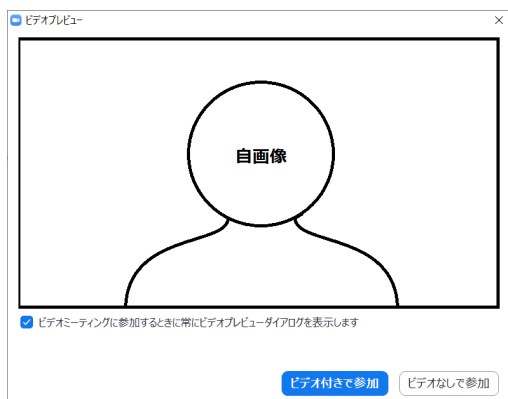 ビデオプレビュー
自画像
ビデオミーティングに参加するときに常にビデオプレビューダイアログを表示します
ビデオ付きで参加
ビデオなしで参加